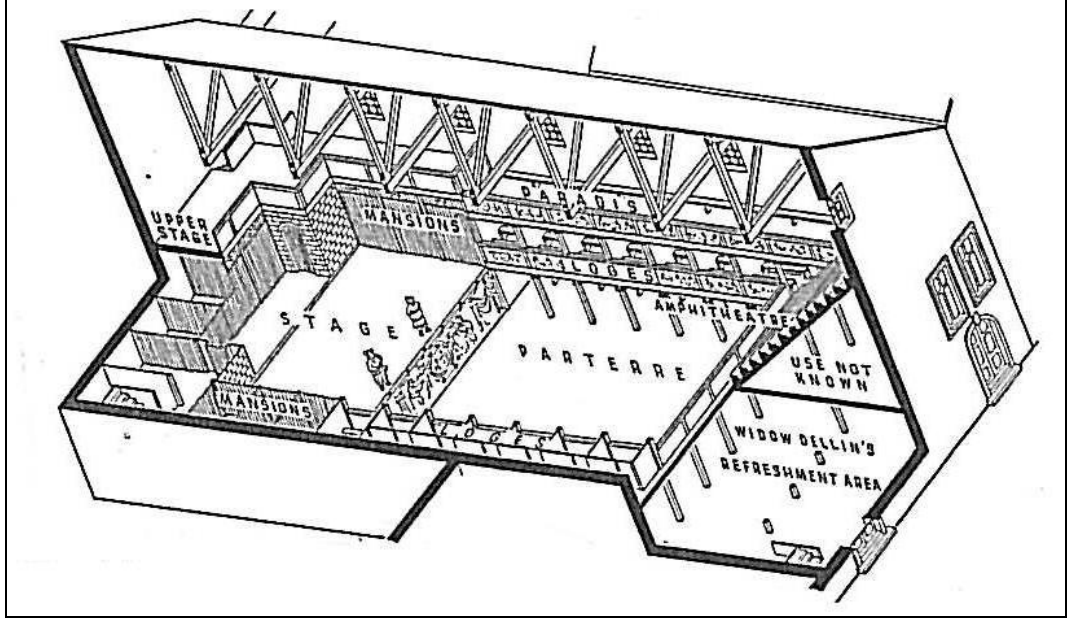 PARADIS
MANSIONS
UPPER
STAGE
LOGES
AMPHITHEATRE
STAGE
PARTERRE
USE NOT
KNOWN
MANSIONS
LOGES
WIDOW DELLIN'S
REFRESHMENT AREA